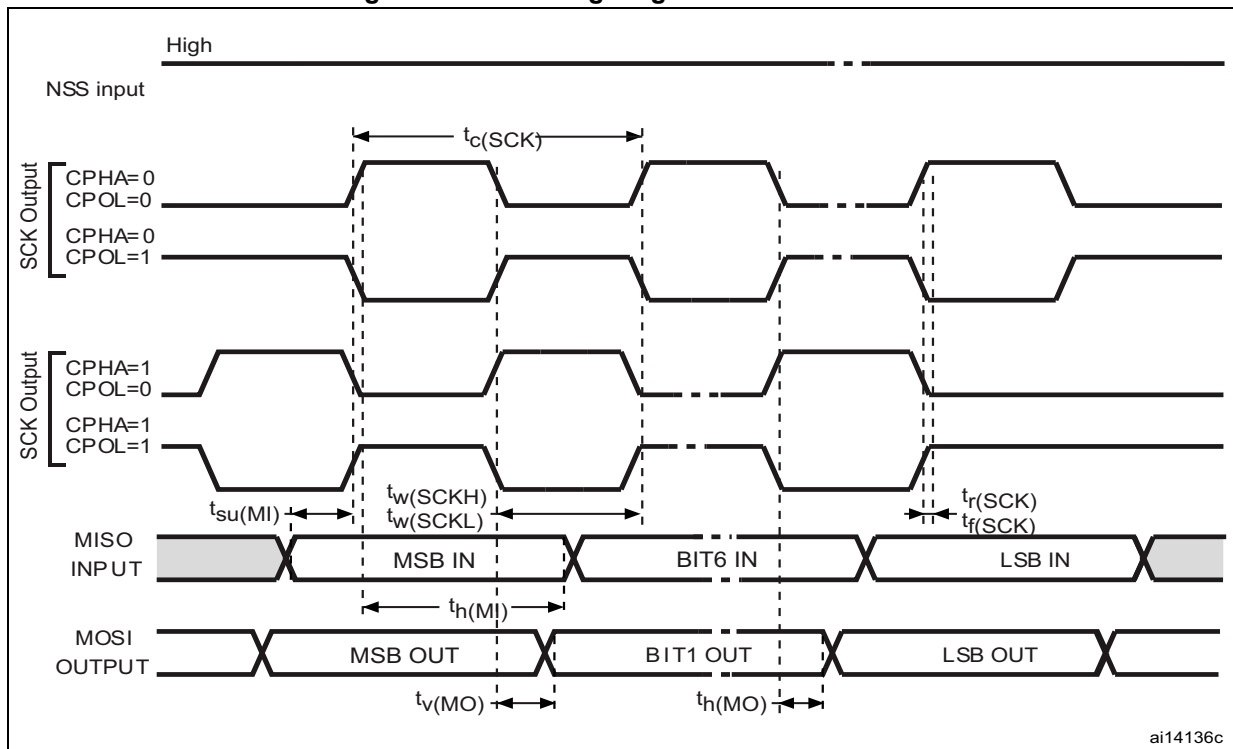 High
NSS input
tc(SCK)
SCK Output
CPHA=0
CPOL=0
CPHA=0
CPOL=1
SCK Output
CPHA=1
CPOL=0
CPHA=1
CPOL=1
tsu(MI)
tw(SCKH)
tw(SCKL)
tr(SCK)
tf(SCK)
MISO
INPUT
MSB IN
BIT6 IN
LSB IN
th(MI)
MOSI
OUTPUT
MSB OUT
BIT1 OUT
LSB OUT
tv(MO)
th(MO)
ai14136c